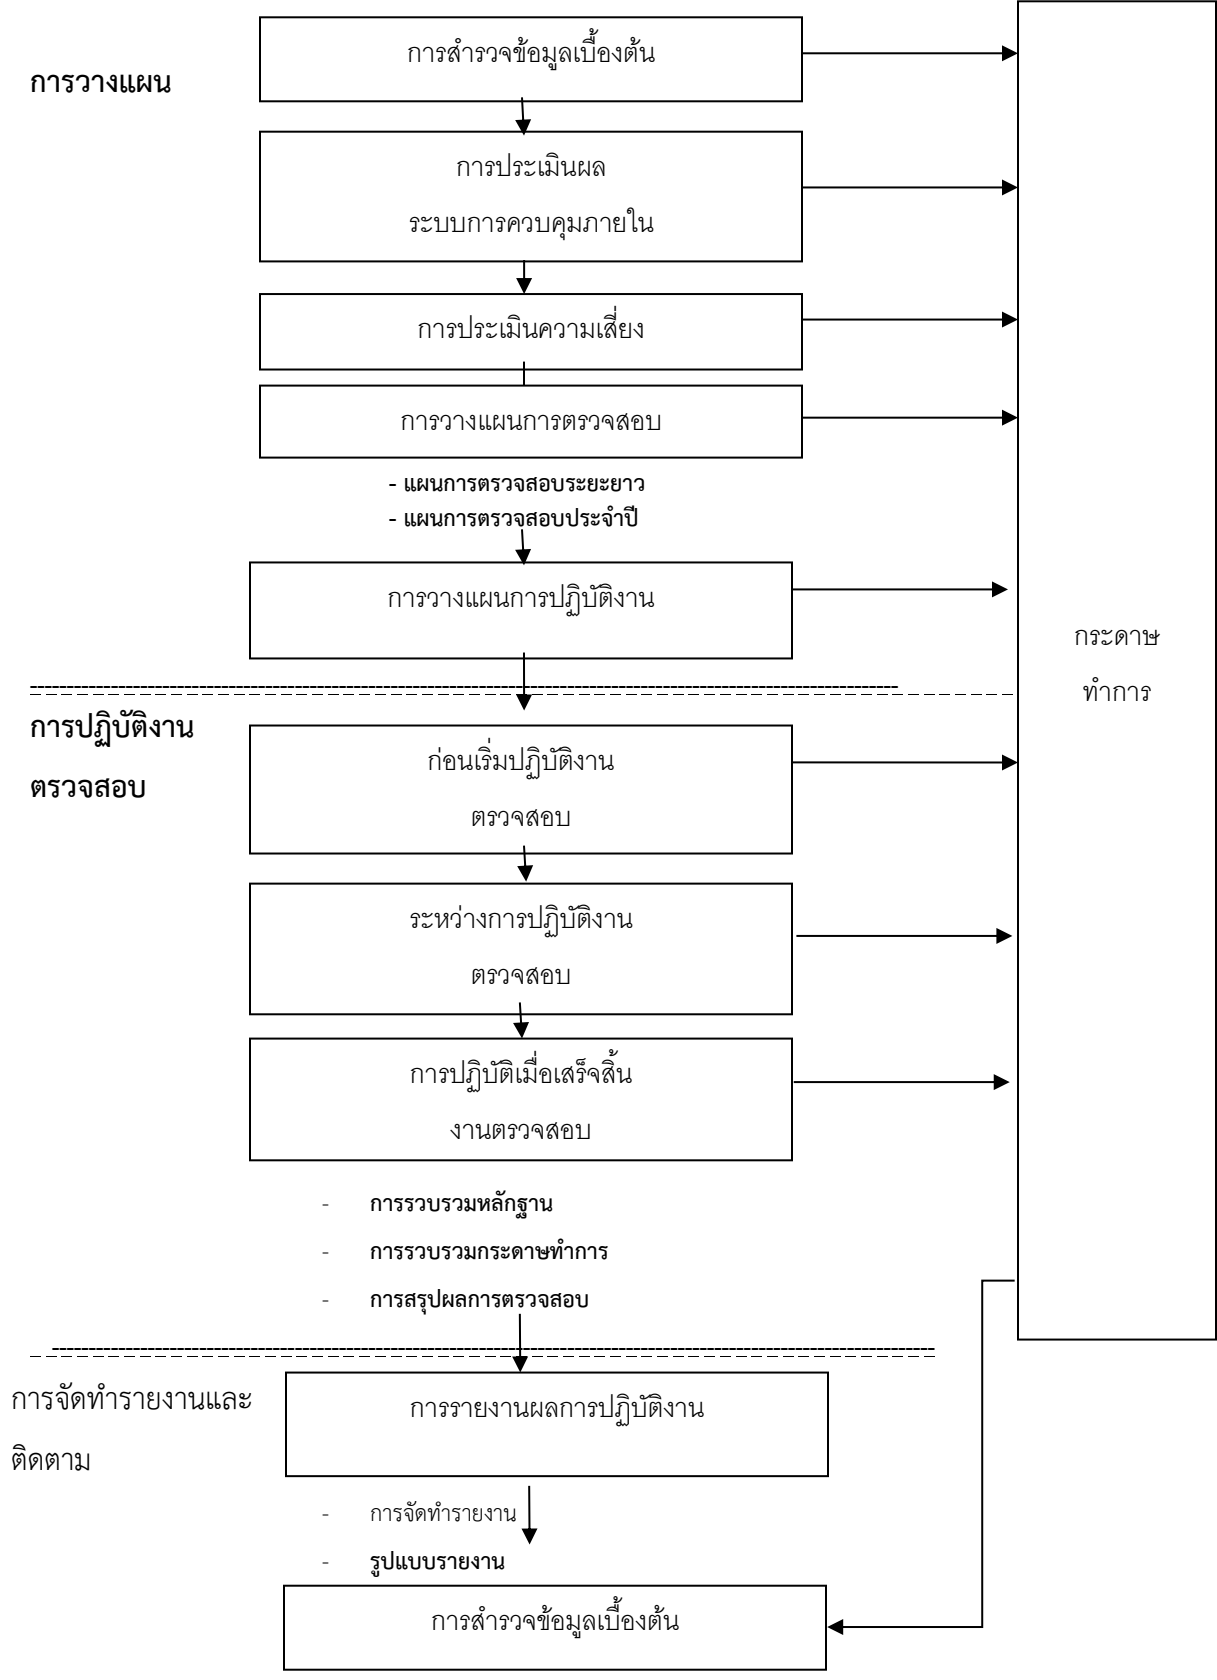 การวางแผน
การสำรวจข้อมูลเบื้องต้น
การประเมินผล
ระบบการควบคุมภายใน
การประเมินความเสี่ยง
การวางแผนการตรวจสอบ
- แผนการตรวจสอบระยะยาว
- แผนการตรวจสอบประจำปี
การวางแผนการปฏิบัติงาน
กระดาษ
ทำการ
การปฏิบัติงาน
ตรวจสอบ
ก่อนเริ่มปฏิบัติงาน
ตรวจสอบ
ระหว่างการปฏิบัติงาน
ตรวจสอบ
การปฏิบัติเมื่อเสร็จสิ้น
งานตรวจสอบ
- การรวบรวมหลักฐาน
- การรวบรวมกระดาษทำการ
- การสรุปผลการตรวจสอบ
การจัดทำรายงานและ
ติดตาม
การรายงานผลการปฏิบัติงาน
- การจัดทำรายงาน
- รูปแบบรายงาน
การสำรวจข้อมูลเบื้องต้น